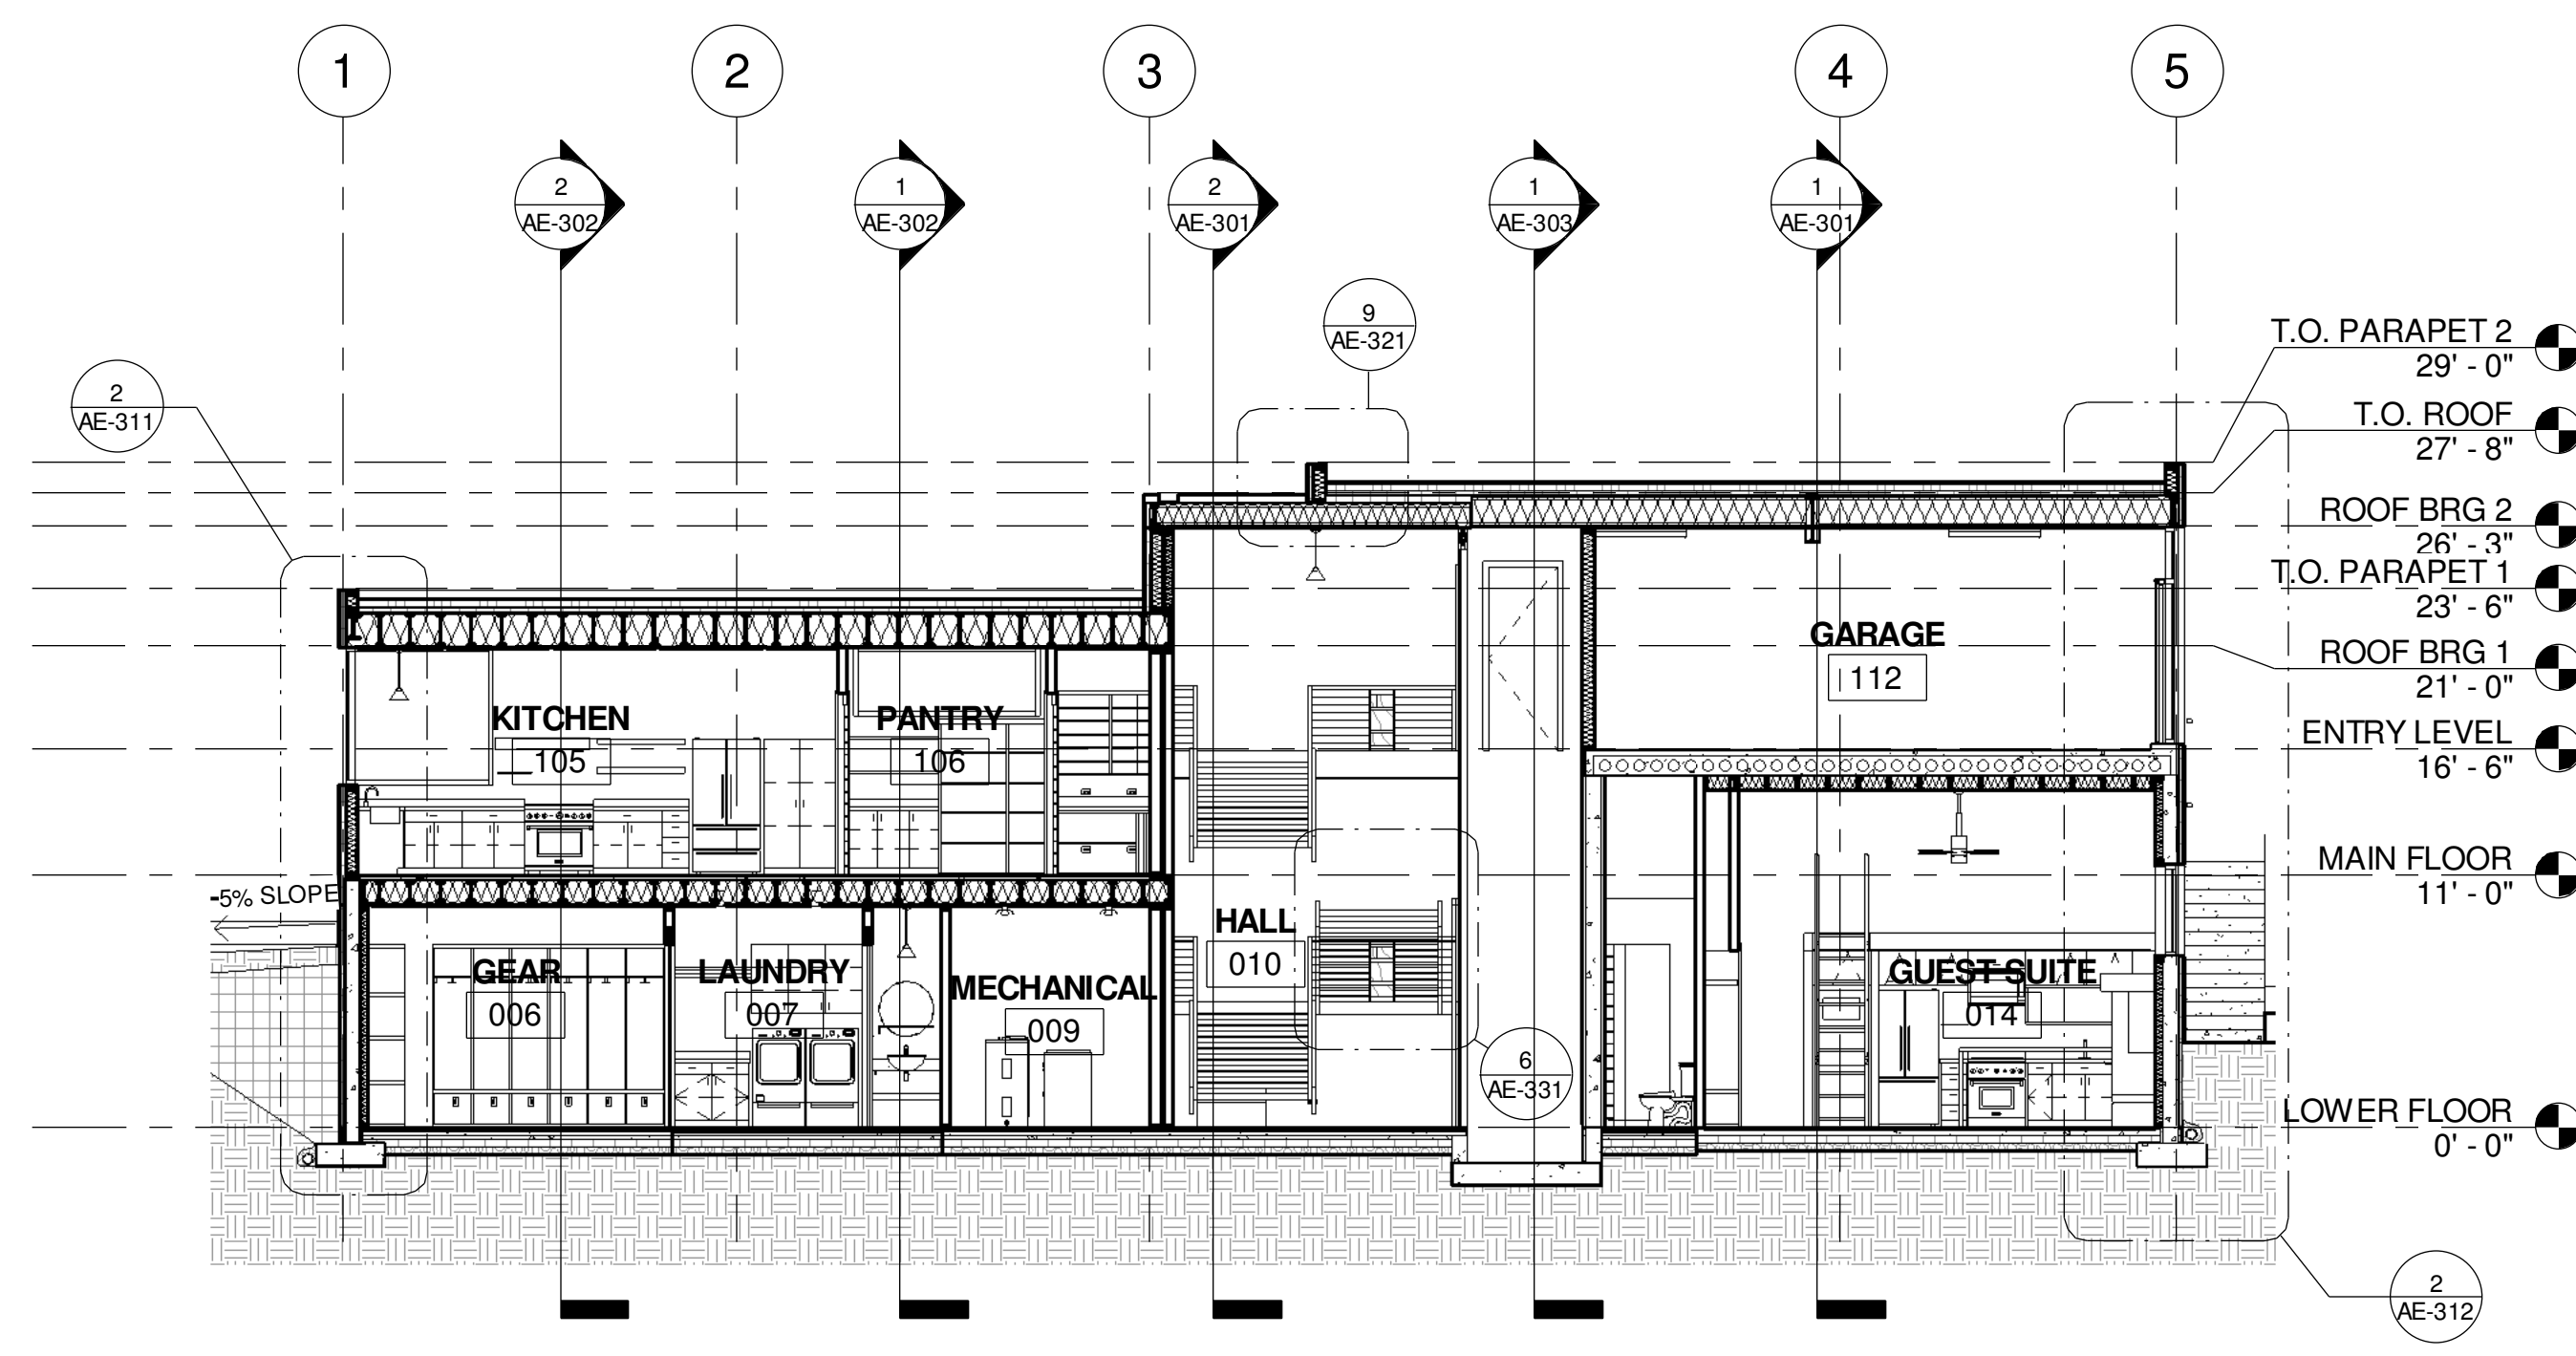 1
2
3
4
5
2
AE-302
1
AE-302
2
AE-301
1
AE-303
1
AE-301
9
AE-321
2
AE-311
T.O. PARAPET 2
29' - 0"
T.O. ROOF
27' - 8"
ROOF BRG 2
26' - 3"
T.O. PARAPET 1
23' - 6"
ROOF BRG 1
21' - 0"
ENTRY LEVEL
16' - 6"
MAIN FLOOR
11' - 0"
LOWER FLOOR
0' - 0"
GARAGE
112
KITCHEN
105
PANTRY
106
-5% SLOPE
HALL
010
GEAR
006
LAUNDRY
007
MECHANICAL
009
GUEST SUITE
014
6
AE-331
2
AE-312